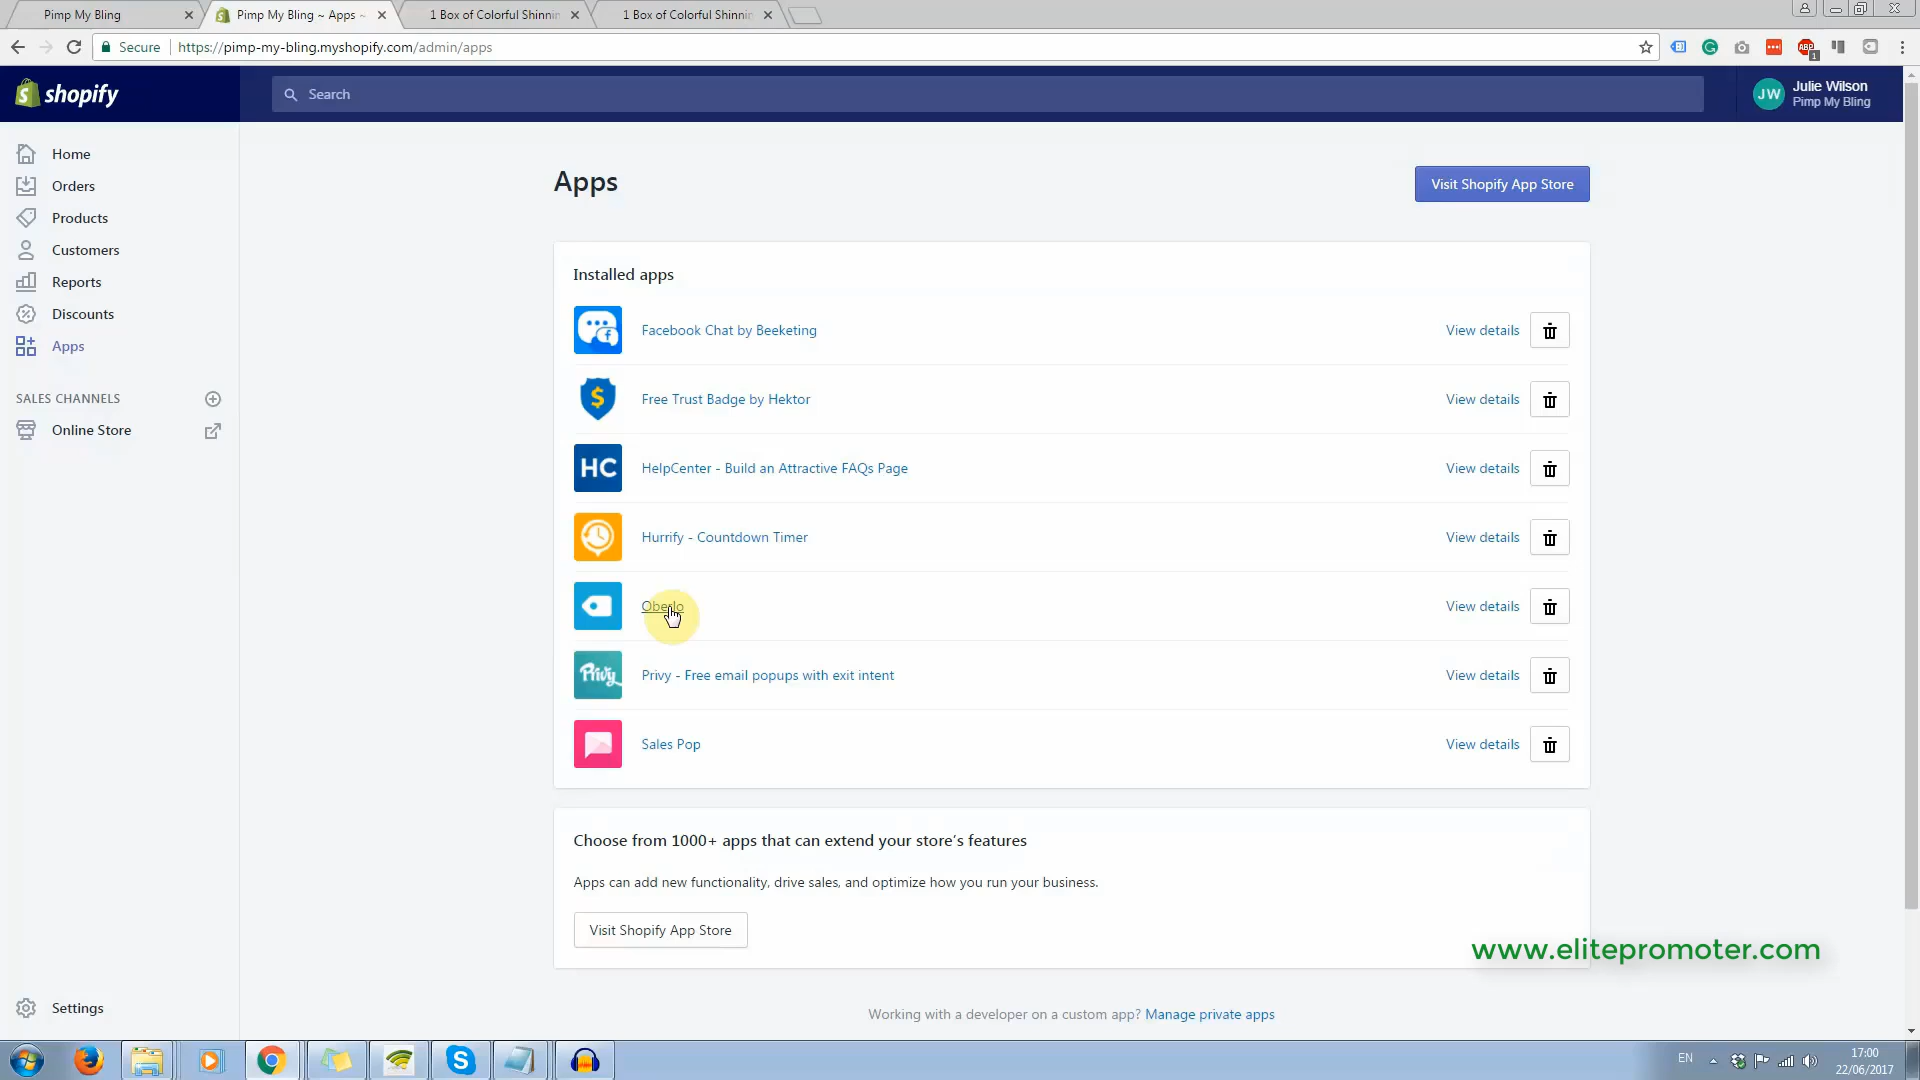 Pimp My Bling
Pimp My Bling ~ Apps ~
1 Box of Colorful Shinnin
1 Box of Colorful Shinnin
Secure
https://pimp-my-bling.myshopify.com/admin/apps
ABP
1
shopify
Search
JW
Julie Wilson
Pimp My Bling
Home
Orders
Products
Customers
Reports
Discounts
Apps
SALES CHANNELS
Online Store
Settings
Apps
Visit Shopify App Store
Installed apps
Facebook Chat by Beeketing
View details
Free Trust Badge by Hektor
View details
HC
HelpCenter - Build an Attractive FAQs Page
View details
Hurrify - Countdown Timer
View details
Oberlo
View details
Privy
Privy - Free email popups with exit intent
View details
Sales Pop
View details
Choose from 1000+ apps that can extend your store's features
Apps can add new functionality, drive sales, and optimize how you run your business.
Visit Shopify App Store
www.elitepromoter.com
Working with a developer on a custom app? Manage private apps
EN
17:00
22/06/2017